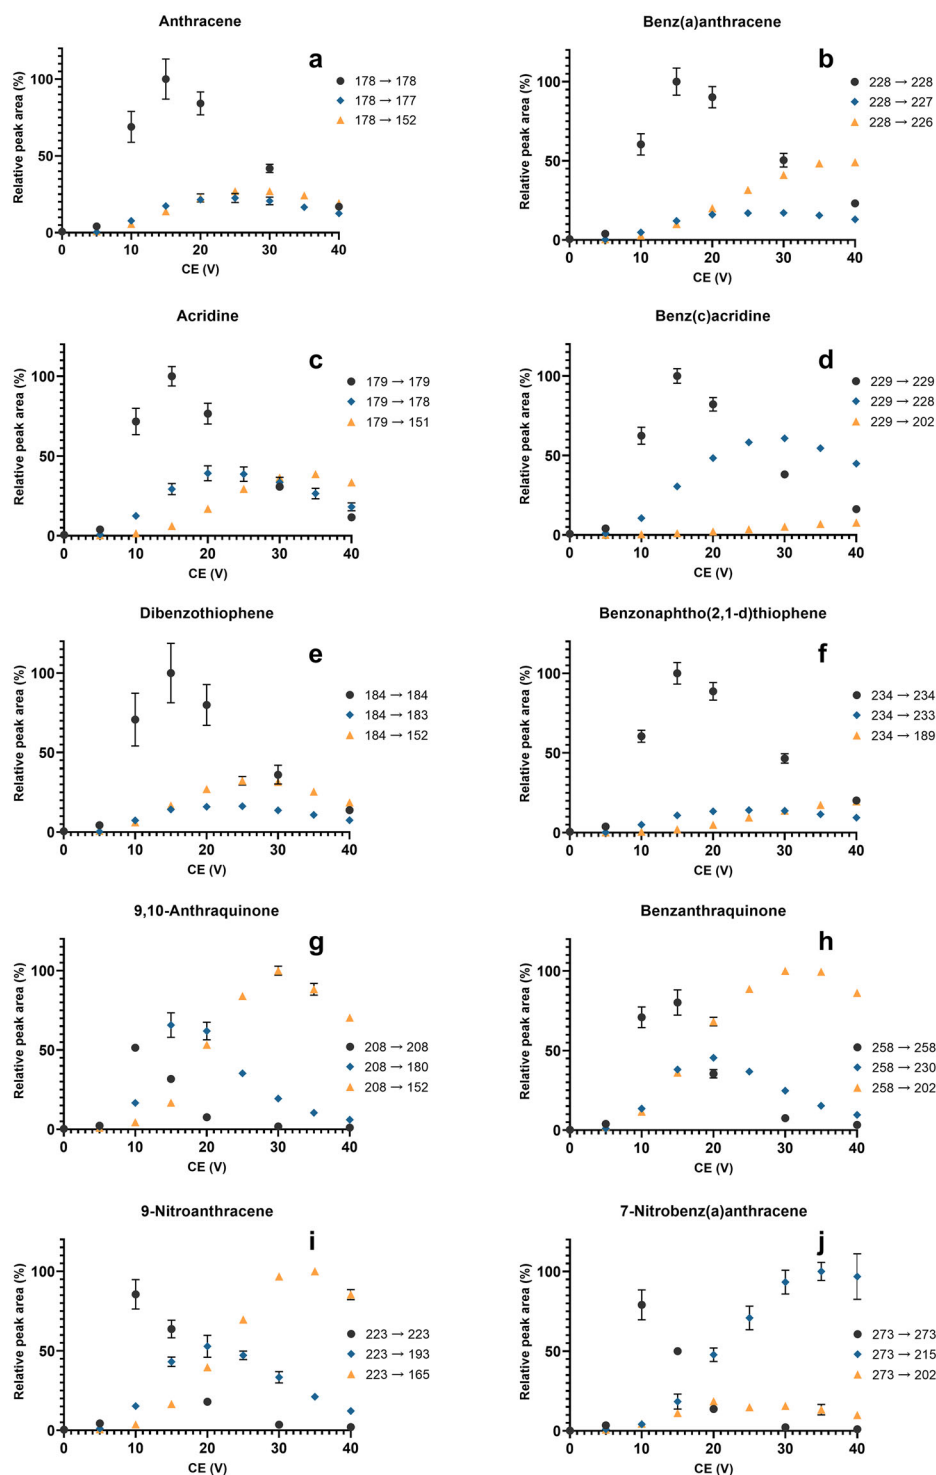 Anthracene
a
Relative peak area (%)
100
50
0
0 10 20 30 40
CE (V)
178 → 178
178 → 177
178 → 152
Benz(a)anthracene
b
Relative peak area (%)
100
50
0
0 10 20 30 40
CE (V)
228 → 228
228 → 227
228 → 226
Acridine
c
Relative peak area (%)
100
50
0
0 10 20 30 40
CE (V)
179 → 179
179 → 178
179 → 151
Benz(c)acridine
d
Relative peak area (%)
100
50
0
0 10 20 30 40
CE (V)
229 → 229
229 → 228
229 → 202
Dibenzothiophene
e
Relative peak area (%)
100
50
0
0 10 20 30 40
CE (V)
184 → 184
184 → 183
184 → 152
Benzonaphtho(2,1-d)thiophene
f
Relative peak area (%)
100
50
0
0 10 20 30 40
CE (V)
234 → 234
234 → 233
234 → 189
9,10-Anthraquinone
g
Relative peak area (%)
100
50
0
0 10 20 30 40
CE (V)
208 → 208
208 → 180
208 → 152
Benzanthraquinone
h
Relative peak area (%)
100
50
0
0 10 20 30 40
CE (V)
258 → 258
258 → 230
258 → 202
9-Nitroanthracene
i
Relative peak area (%)
100
50
0
0 10 20 30 40
CE (V)
223 → 223
223 → 193
223 → 165
7-Nitrobenz(a)anthracene
j
Relative peak area (%)
100
50
0
0 10 20 30 40
CE (V)
273 → 273
273 → 215
273 → 202